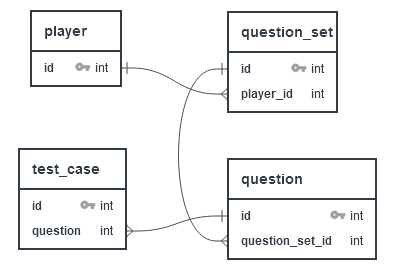 player
id int
question_set
id int
player_id int
test_case
id int
question int
question
id int
question_set_id int